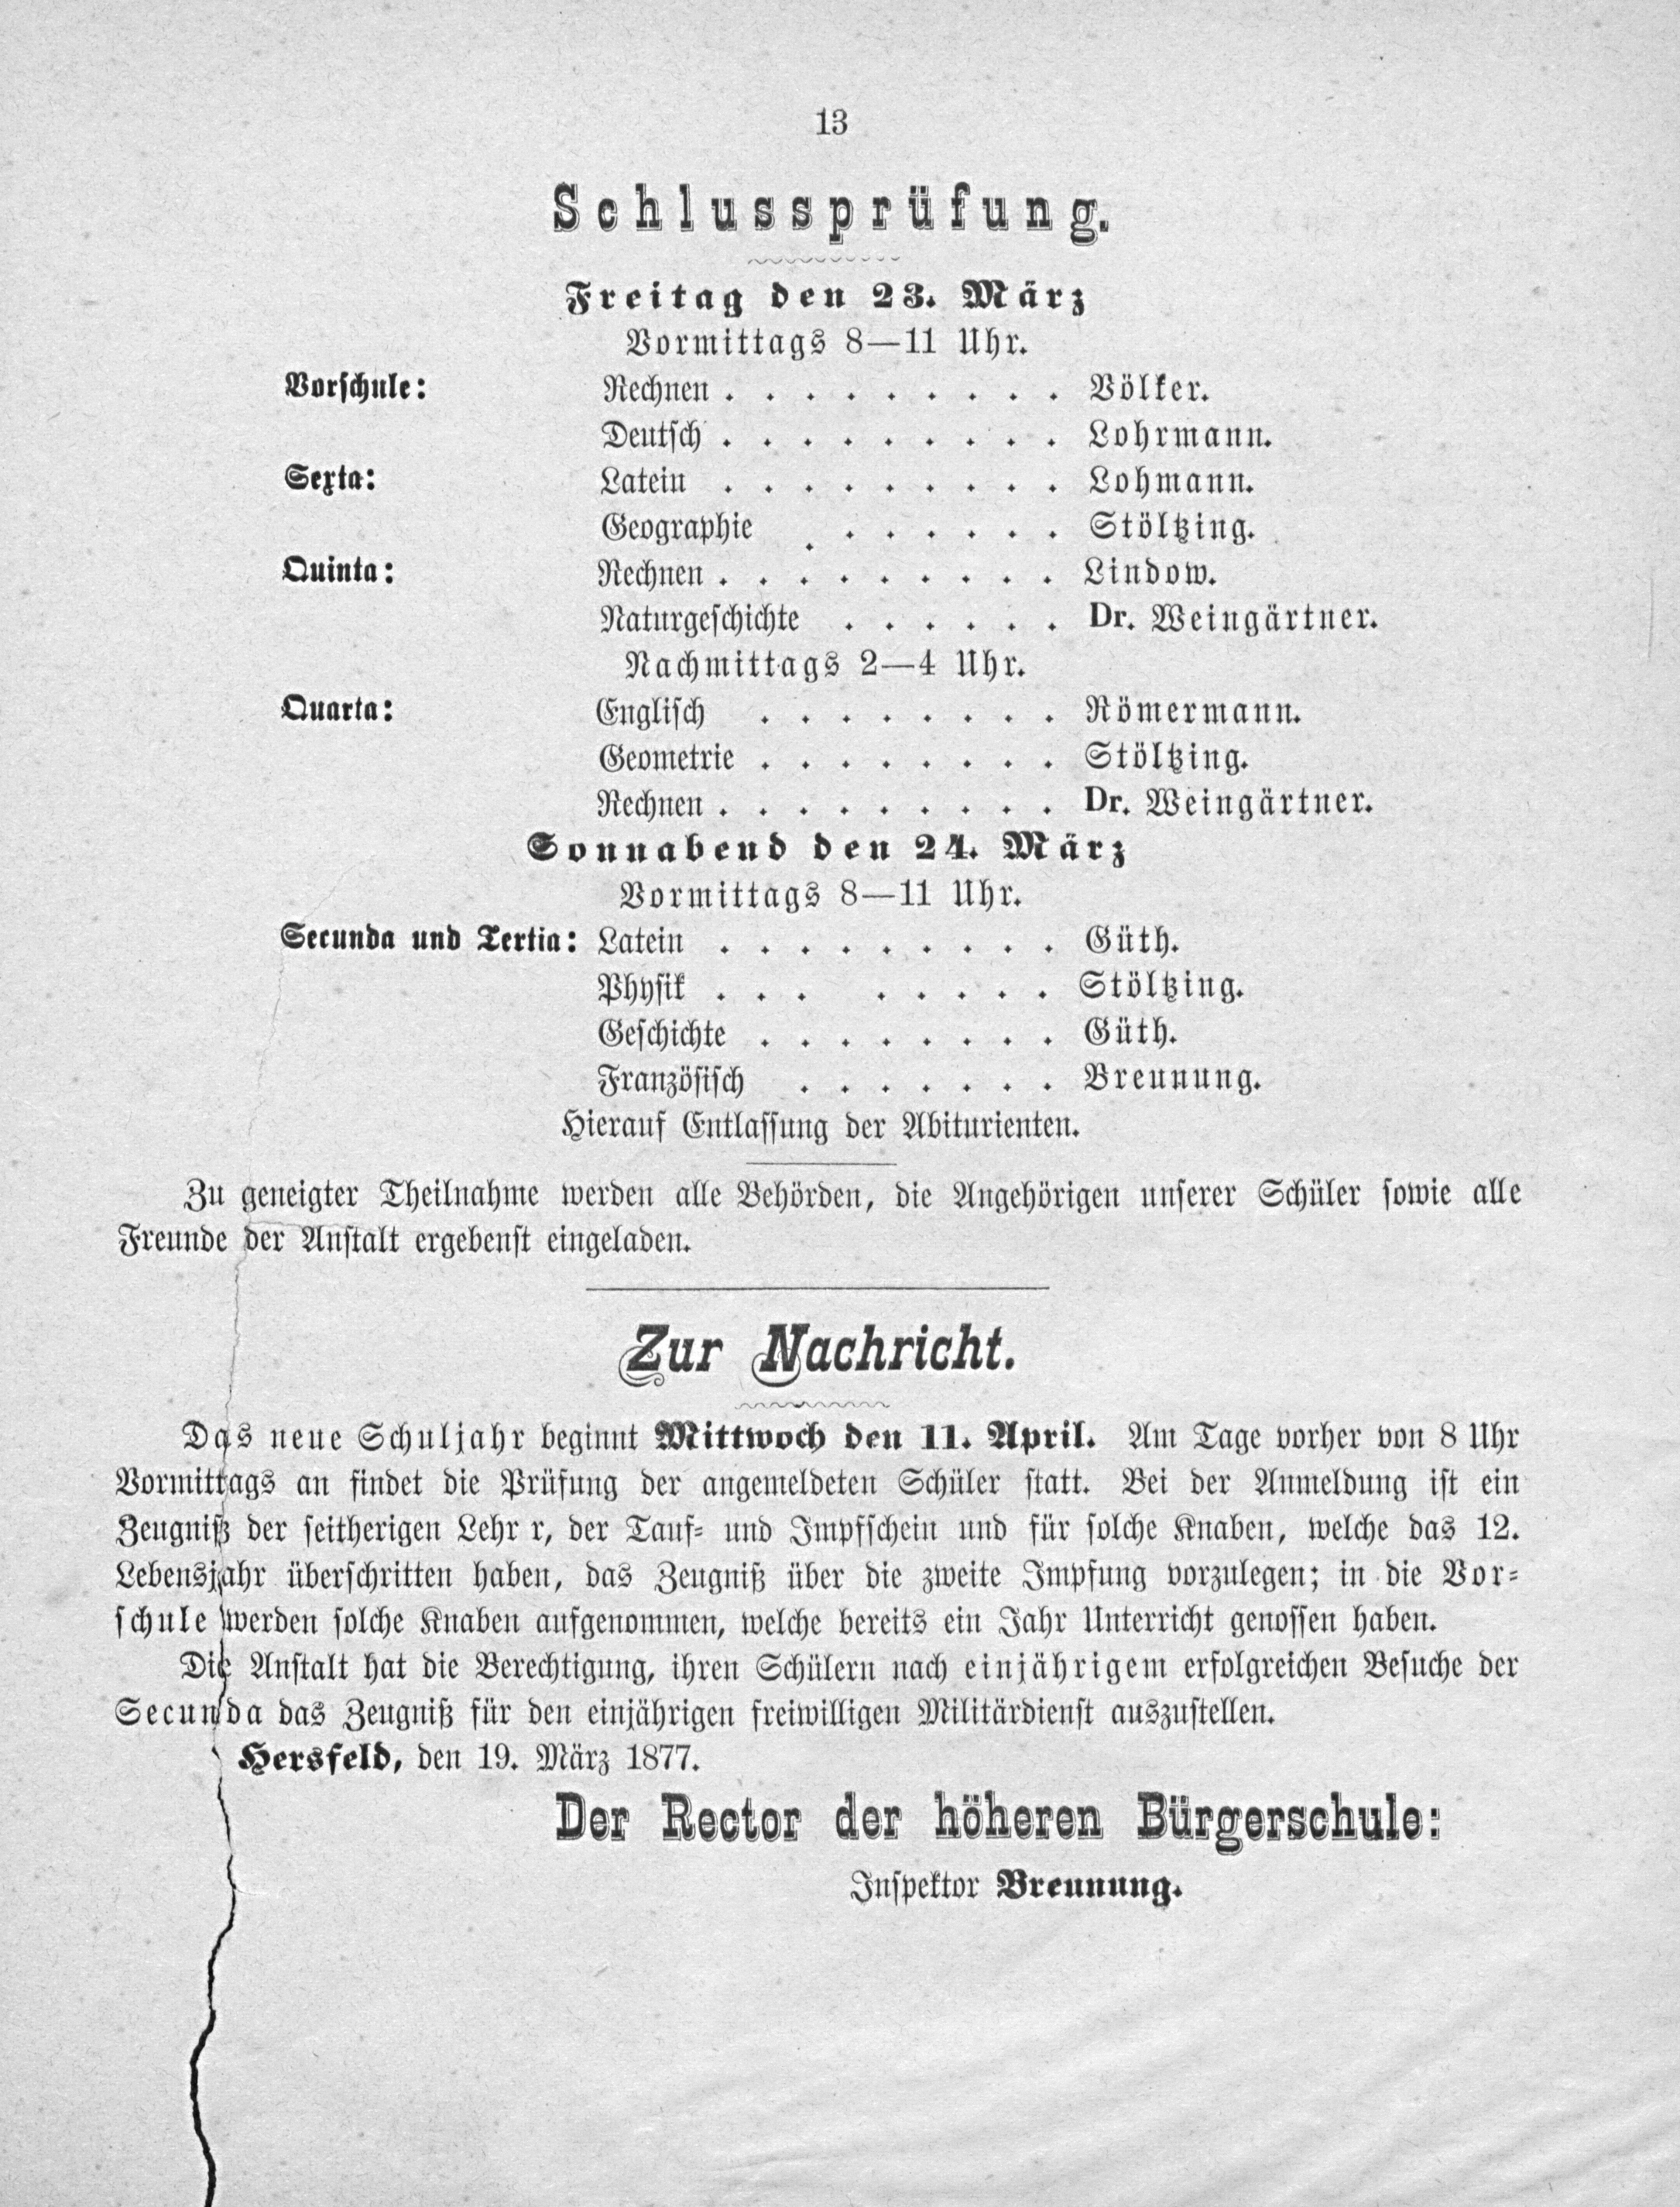 13
Schlussprüfung.
Freitag den 23. März
Vormittags 8—11 Uhr.
Vorschule: Rechnen . . . . . . . . . Völker.
Deutsch . . . . . . . . . Lohrmann.
Sexta: Latein . . . . . . . . . Lohmann.
Geographie . . . . . . . Stöltzing.
Quinta: Rechnen . . . . . . . . . Lindow.
Naturgeschichte . . . . . . Dr. Weingärtner.
Nachmittags 2—4 Uhr.
Quarta: Englisch . . . . . . . . Römermann.
Geometrie . . . . . . . . Stöltzing.
Rechnen . . . . . . . . . Dr. Weingärtner.
Sonnabend den 24. März
Vormittags 8—11 Uhr.
Secunda und Tertia: Latein . . . . . . . . . Güth.
Physik . . . . . . . . Stöltzing.
Geschichte . . . . . . . . Güth.
Französisch . . . . . . . Breunung.
Hierauf Entlassung der Abiturienten.
Zu geneigter Theilnahme werden alle Behörden, die Angehörigen unserer Schüler sowie alle
Freunde der Anstalt ergebenst eingeladen.
Zur Nachricht.
Das neue Schuljahr beginnt Mittwoch den 11. April. Am Tage vorher von 8 Uhr
Vormittags an findet die Prüfung der angemeldeten Schüler statt. Bei der Anmeldung ist ein
Zeugniß der seitherigen Lehr r, der Tauf- und Impfschein und für solche Knaben, welche das 12.
Lebensjahr überschritten haben, das Zeugniß über die zweite Impfung vorzulegen; in die Vor-
schule werden solche Knaben aufgenommen, welche bereits ein Jahr Unterricht genossen haben.
Die Anstalt hat die Berechtigung, ihren Schülern nach einjährigem erfolgreichen Besuche der
Secunda das Zeugniß für den einjährigen freiwilligen Militärdienst auszustellen.
Hersfeld, den 19. März 1877.
Der Rector der höheren Bürgerschule:
Inspektor Breunung.